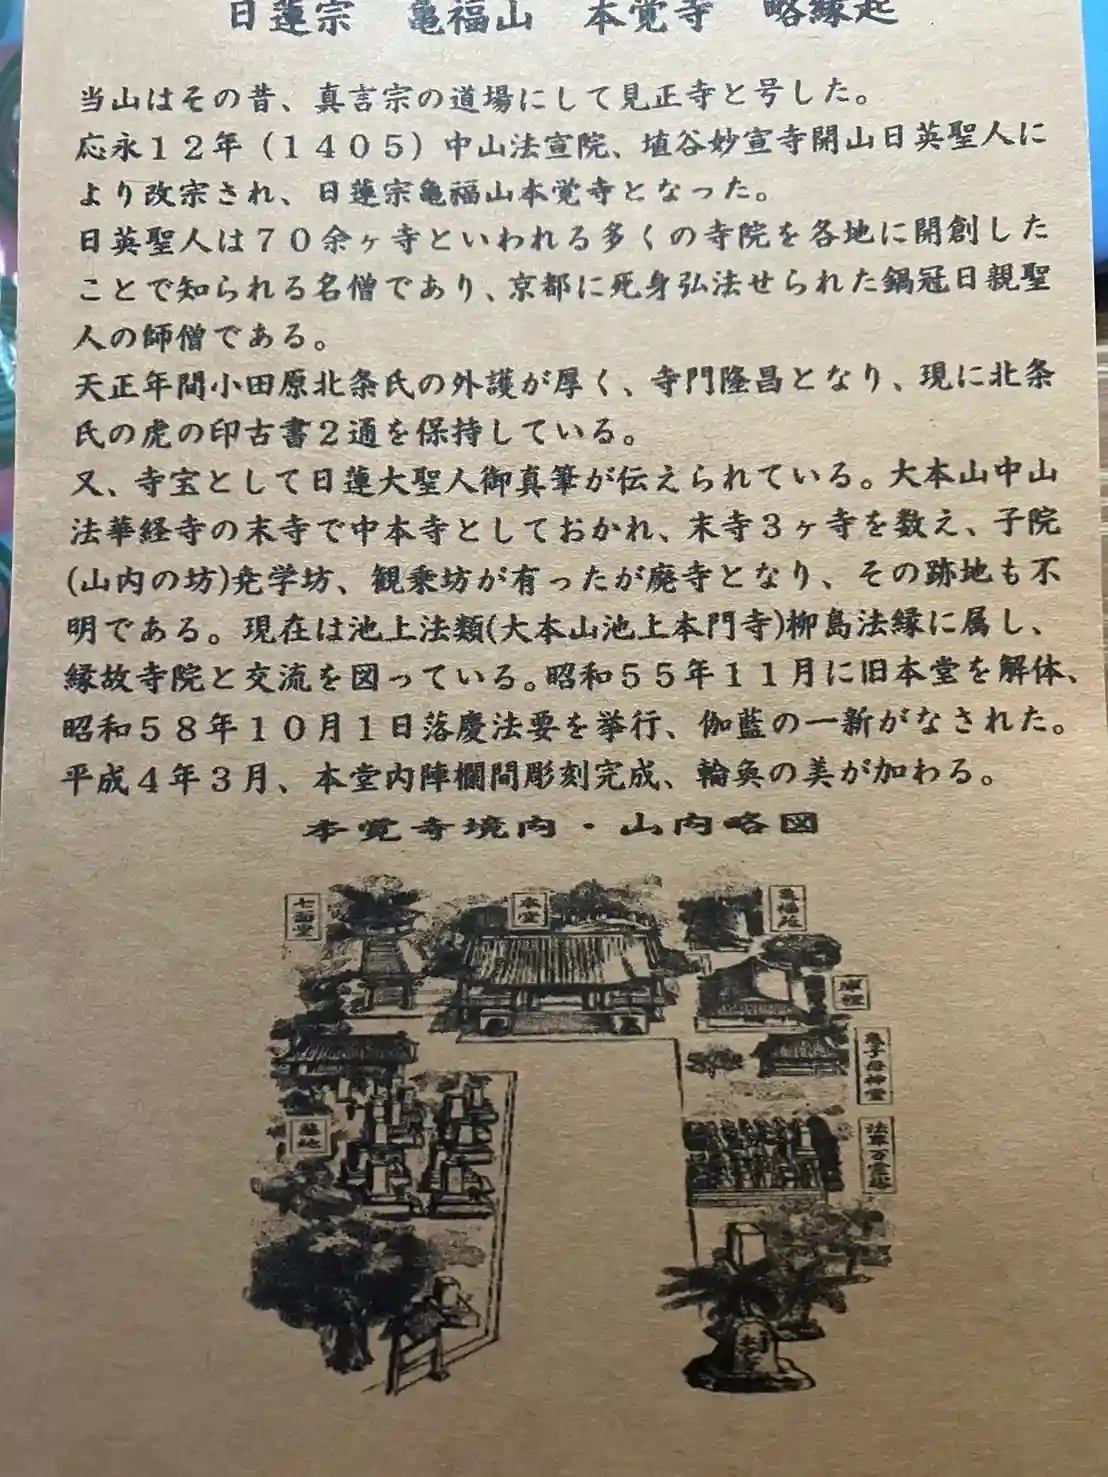 日蓮宗　亀福山　本覚寺　略縁起
当山はその昔、真言宗の道場にして見正寺と号した。
応永１２年（１４０５）中山法宣院、埴谷妙宣寺開山日英聖人に
より改宗され、日蓮宗亀福山本覚寺となった。
日英聖人は７０余ヶ寺といわれる多くの寺院を各地に開創した
ことで知られる名僧であり、京都に死身弘法せられた鍋冠日親聖
人の師僧である。
天正年間小田原北条氏の外護が厚く、寺門隆昌となり、現に北条
氏の虎の印古書２通を保持している。
又、寺宝として日蓮大聖人御真筆が伝えられている。大本山中山
法華経寺の末寺で中本寺としておかれ、末寺３ヶ寺を数え、子院
(山内の坊)尭学坊、観乗坊が有ったが廃寺となり、その跡地も不
明である。現在は池上法類(大本山池上本門寺)柳島法縁に属し、
縁故寺院と交流を図っている。昭和５５年１１月に旧本堂を解体、
昭和５８年１０月１日落慶法要を挙行、伽藍の一新がなされた。
平成４年３月、本堂内陣欄間彫刻完成、輪奐の美が加わる。
本覚寺境内・山内略図
七面堂
本堂
庫裡
鬼子母神堂
墓地